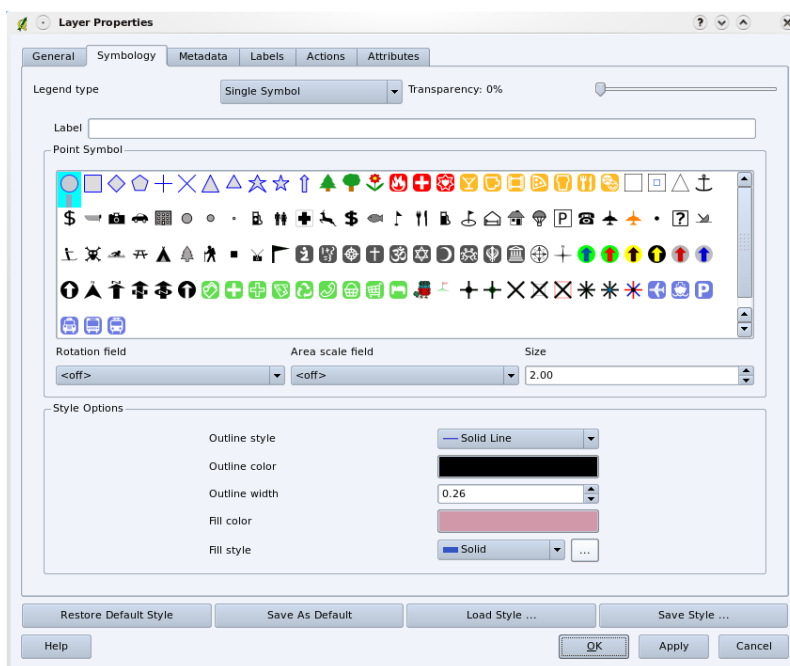 Layer Properties
General Symbology Metadata Labels Actions Attributes
Legend type Single Symbol Transparency: 0%
Label
Point Symbol
Rotation field Area scale field Size
<off> <off> 2.00
Style Options
Outline style Solid Line
Outline color
Outline width 0.26
Fill color
Fill style Solid ...
Restore Default Style Save As Default Load Style ... Save Style ...
Help OK Apply Cancel